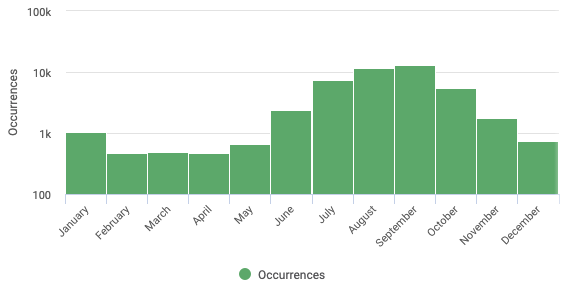 100k
10k
1k
100
Occurrences
January
February
March
April
May
June
July
August
September
October
November
December
Occurrences